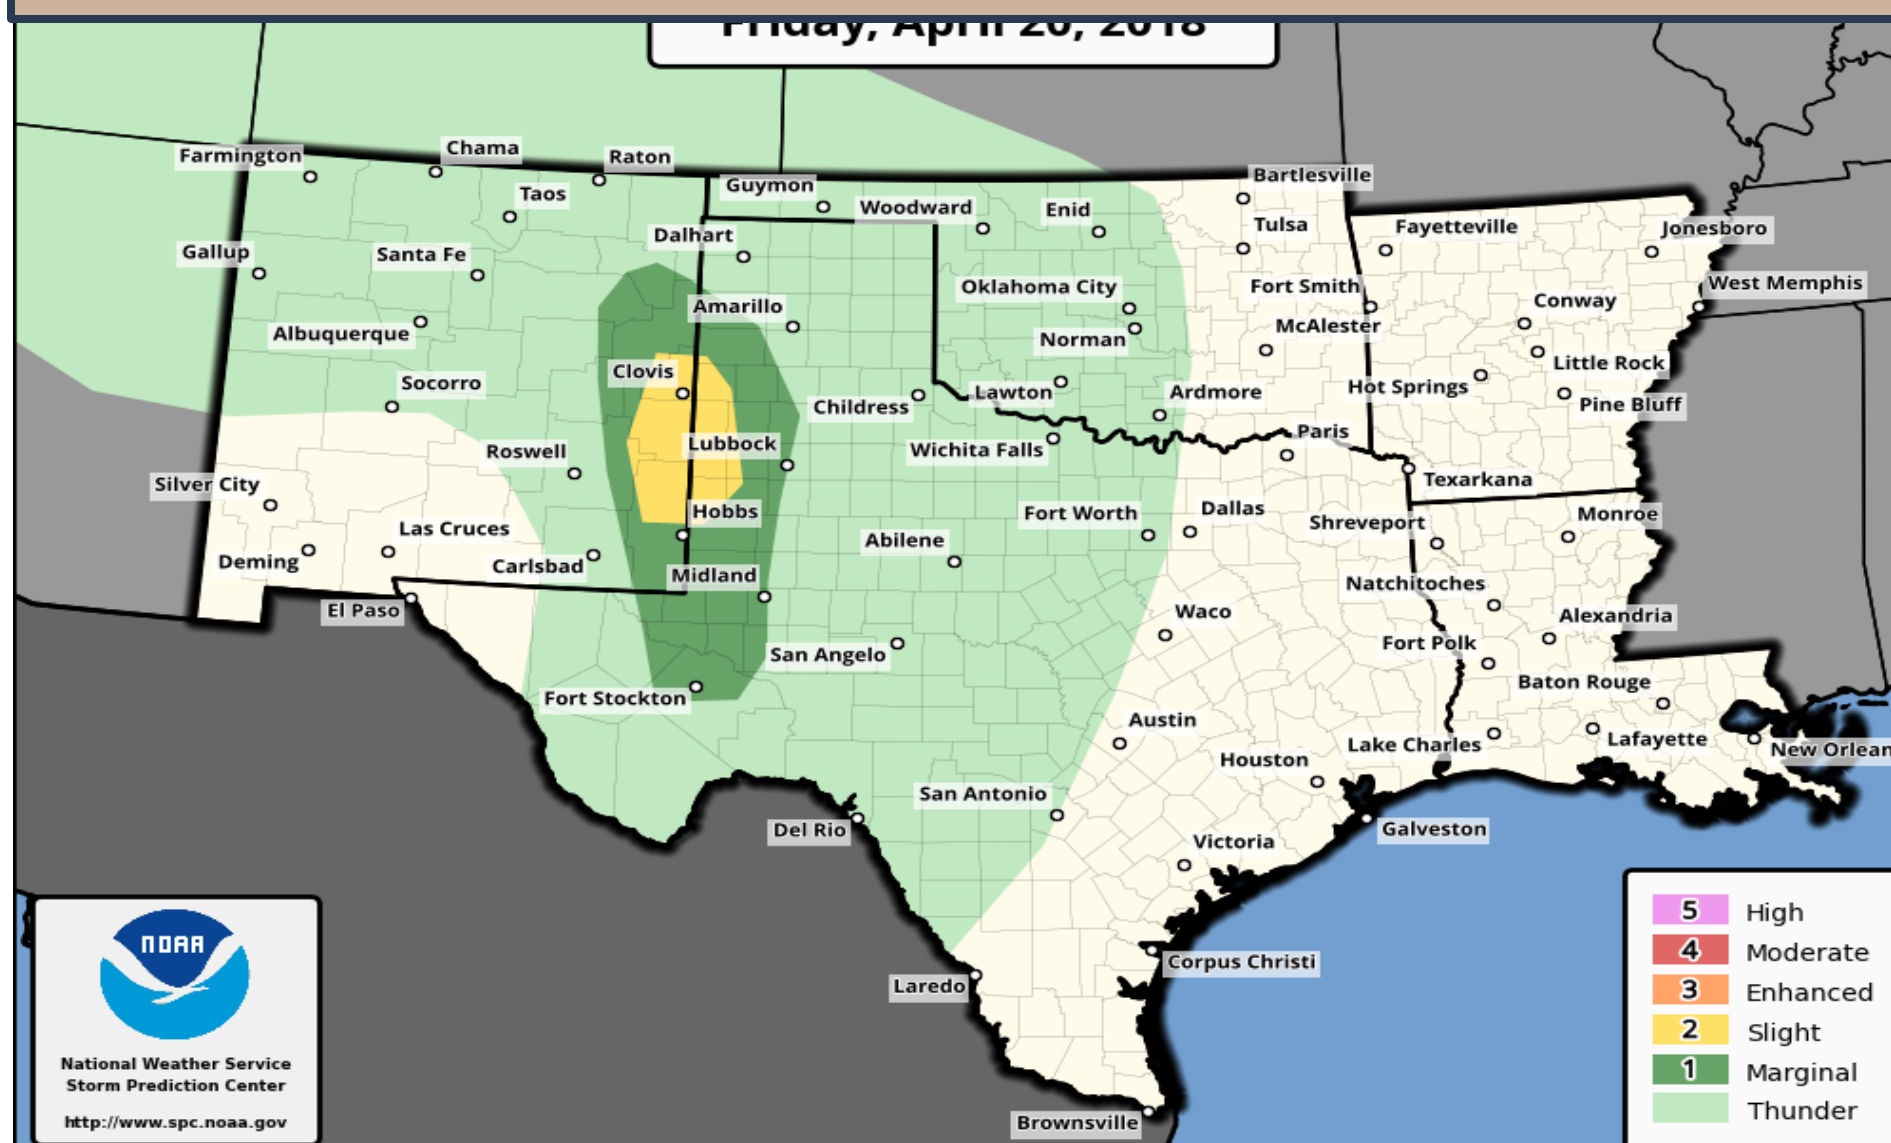 Friday, April 20, 2018
Farmington
Chama
Raton
Taos
Guymon
Woodward
Enid
Bartlesville
Tulsa
Fayetteville
Jonesboro
Gallup
Santa Fe
Dalhart
Oklahoma City
Fort Smith
West Memphis
Conway
Albuquerque
Amarillo
Norman
McAlester
Little Rock
Socorro
Clovis
Childress
Lawton
Ardmore
Hot Springs
Pine Bluff
Roswell
Lubbock
Wichita Falls
Paris
Texarkana
Silver City
Hobbs
Fort Worth
Dallas
Shreveport
Monroe
Las Cruces
Abilene
Deming
Carlsbad
Midland
Natchitoches
El Paso
Waco
Alexandria
San Angelo
Fort Polk
Fort Stockton
Baton Rouge
Austin
Lake Charles
Lafayette
New Orlean
Houston
San Antonio
Del Rio
Galveston
Victoria
Corpus Christi
Laredo
Brownsville
NOAA
National Weather Service
Storm Prediction Center
http://www.spc.noaa.gov
5 High
4 Moderate
3 Enhanced
2 Slight
1 Marginal
Thunder